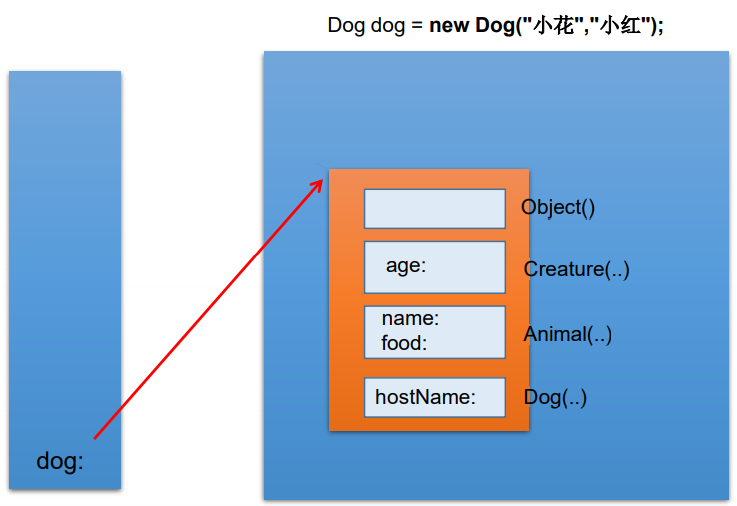 Dog dog = new Dog("小花","小红");
Object()
age:
Creature(..)
name:
food:
Animal(..)
hostName:
Dog(..)
dog: